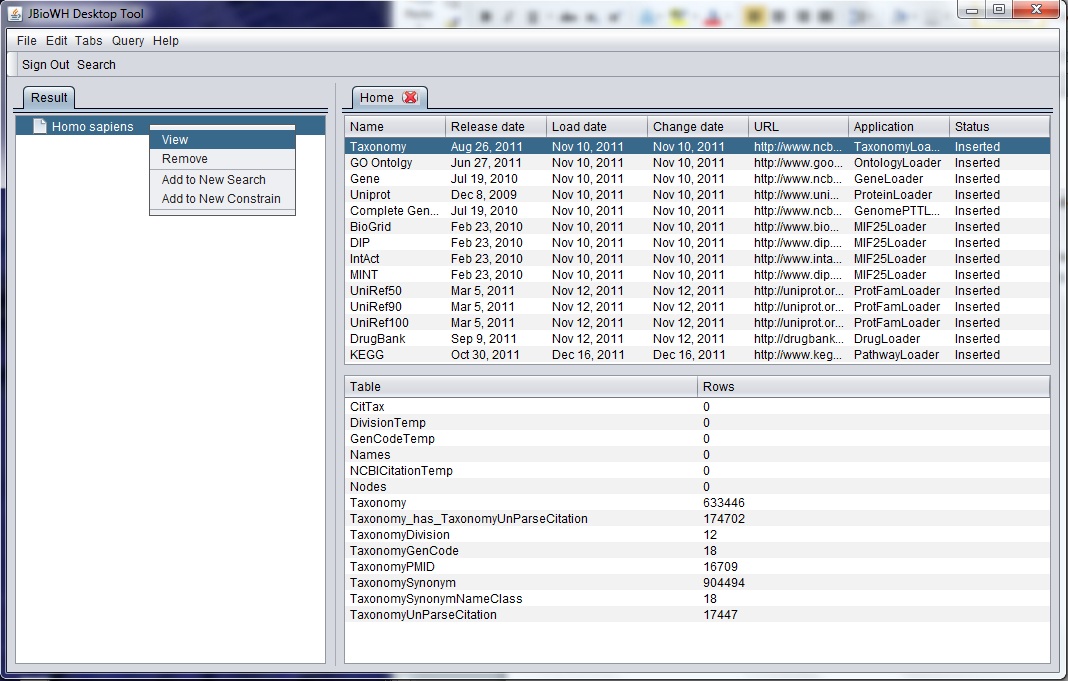 JBioWH Desktop Tool
File Edit Tabs Query Help
Sign Out Search
Result
Homo sapiens
View
Remove
Add to New Search
Add to New Constrain
Home
Name Release date Load date Change date URL Application Status
Taxonomy Aug 26, 2011 Nov 10, 2011 Nov 10, 2011 http://www.ncb... TaxonomyLoa... Inserted
GO Ontolgy Jun 27, 2011 Nov 10, 2011 Nov 10, 2011 http://www.goo... OntologyLoader Inserted
Gene Jul 19, 2010 Nov 10, 2011 Nov 10, 2011 http://www.ncb... GeneLoader Inserted
Uniprot Dec 8, 2009 Nov 10, 2011 Nov 10, 2011 http://www.uni... ProteinLoader Inserted
Complete Gen... Jul 19, 2010 Nov 10, 2011 Nov 10, 2011 http://www.ncb... GenomePTTL... Inserted
BioGrid Feb 23, 2010 Nov 10, 2011 Nov 10, 2011 http://www.bio... MIF25Loader Inserted
DIP Feb 23, 2010 Nov 10, 2011 Nov 10, 2011 http://www.dip.... MIF25Loader Inserted
IntAct Feb 23, 2010 Nov 10, 2011 Nov 10, 2011 http://www.inta... MIF25Loader Inserted
MINT Feb 23, 2010 Nov 10, 2011 Nov 10, 2011 http://www.dip.... MIF25Loader Inserted
UniRef50 Mar 5, 2011 Nov 12, 2011 Nov 12, 2011 http://uniprot.or... ProtFamLoader Inserted
UniRef90 Mar 5, 2011 Nov 12, 2011 Nov 12, 2011 http://uniprot.or... ProtFamLoader Inserted
UniRef100 Mar 5, 2011 Nov 12, 2011 Nov 12, 2011 http://uniprot.or... ProtFamLoader Inserted
DrugBank Sep 9, 2011 Nov 12, 2011 Nov 12, 2011 http://drugbank... DrugLoader Inserted
KEGG Oct 30, 2011 Dec 16, 2011 Dec 16, 2011 http://www.keg... PathwayLoader Inserted
Table Rows
CitTax 0
DivisionTemp 0
GenCodeTemp 0
Names 0
NCBICitationTemp 0
Nodes 0
Taxonomy 633446
Taxonomy_has_TaxonomyUnParseCitation 174702
TaxonomyDivision 12
TaxonomyGenCode 18
TaxonomyPMID 16709
TaxonomySynonym 904494
TaxonomySynonymNameClass 18
TaxonomyUnParseCitation 17447